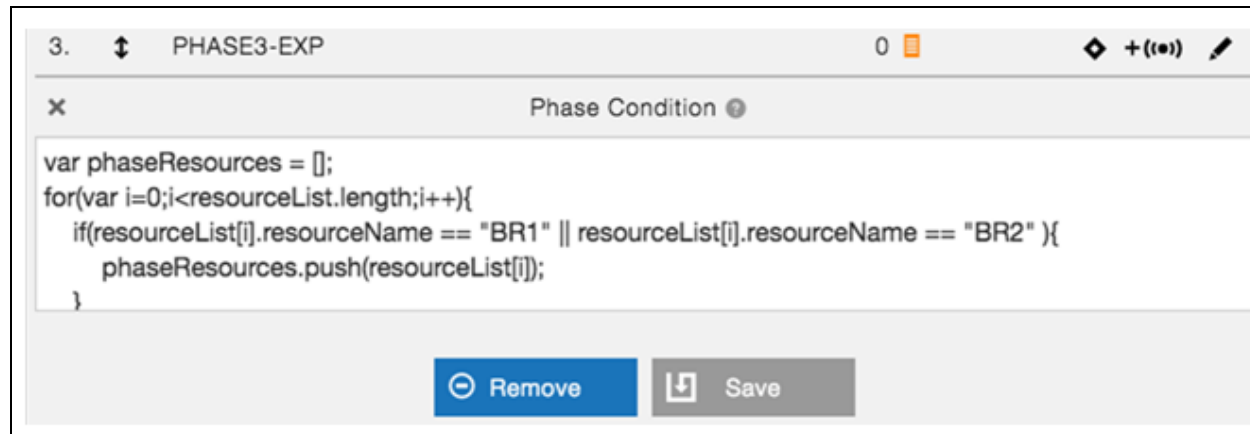 3. PHASE3-EXP 0
Phase Condition
var phaseResources = [];
for(var i=0;i<resourceList.length;i++){
if(resourceList[i].resourceName == "BR1" || resourceList[i].resourceName == "BR2" ){
phaseResources.push(resourceList[i]);
}
Remove Save